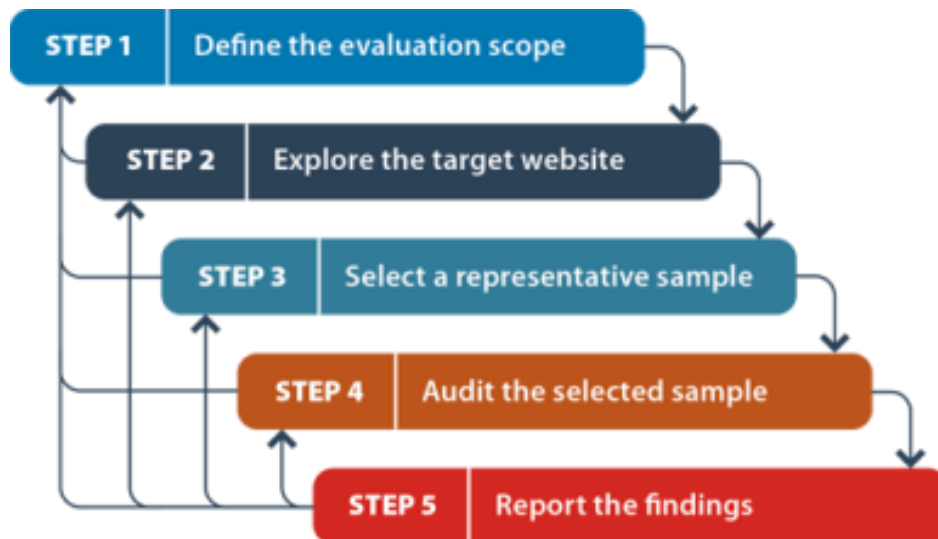 STEP 1 Define the evaluation scope
STEP 2 Explore the target website
STEP 3 Select a representative sample
STEP 4 Audit the selected sample
STEP 5 Report the findings